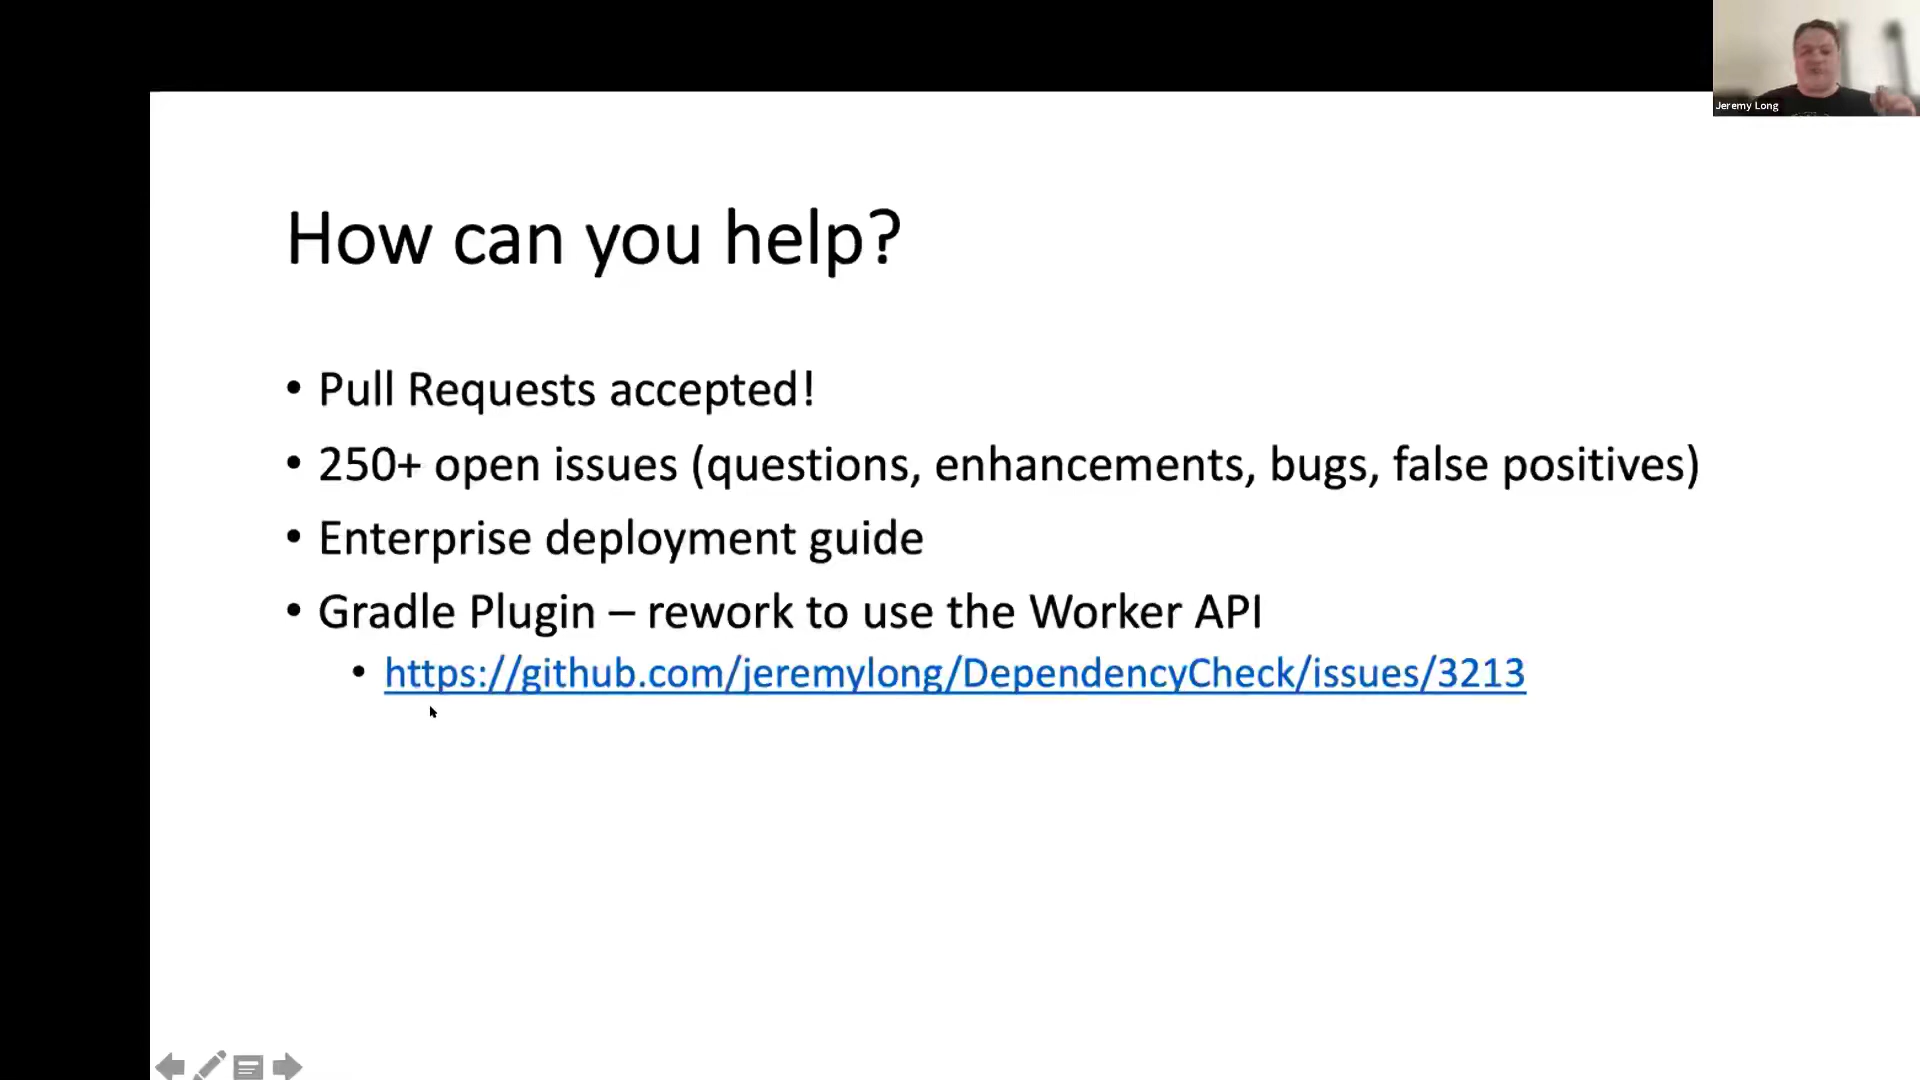 Jeremy Long
How can you help?
• Pull Requests accepted!
• 250+ open issues (questions, enhancements, bugs, false positives)
• Enterprise deployment guide
• Gradle Plugin – rework to use the Worker API
• https://github.com/jeremylong/DependencyCheck/issues/3213